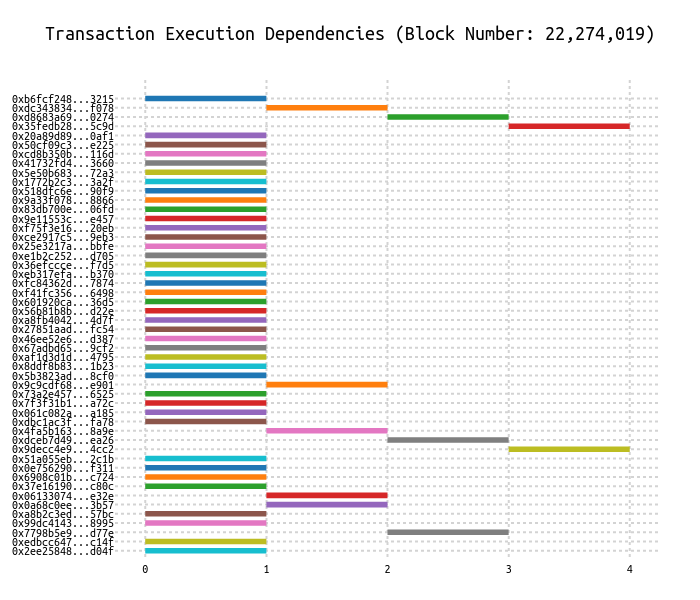 Transaction Execution Dependencies (Block Number: 22,274,019)
0xb6fcf248...3215
0xdc343834...f078
0xd8683a69...0274
0x35fedb28...5c9d
0x20a89d89...0af1
0x50cf09c3...e225
0xcd8b350b...116d
0x41732fd4...3660
0x5e50b683...72a3
0x1772b2c3...3a2f
0x518dfc6e...90f9
0x9a33f078...8866
0x83db700e...06fd
0x9e11553c...e457
0xf75f3e16...20eb
0xce2917c5...9eb3
0x25e3217a...bbfe
0xe1b2c252...d705
0x36efccce...f7d5
0xeb317efa...b370
0xfc84362d...7874
0xf41fc356...6498
0x601920ca...36d5
0x56b81b8b...d22e
0xa8fb4042...4d7f
0x27851aad...fc54
0x46ee52e6...d387
0x67adbd65...9cf2
0xaf1d3d1d...4795
0x8ddf8b83...1b23
0x5b3823ad...8cf0
0x9c9cdf68...e901
0x73a2e457...6525
0x7f3f31b1...a72c
0x061c082a...a185
0xdbc1ac3f...fa78
0x4fa5b163...8a9e
0xdceb7d49...ea26
0x9decc4e9...4cc2
0x51a055eb...2c1b
0x0e756290...f311
0x6908c01b...c724
0x37e16190...c80c
0x06133074...e32e
0x0a68c0ee...3b57
0xa8b2c3ed...57bc
0x99dc4143...8995
0x7798b5e9...d77e
0xedbcc647...c14f
0x2ee25848...d04f
0 1 2 3 4